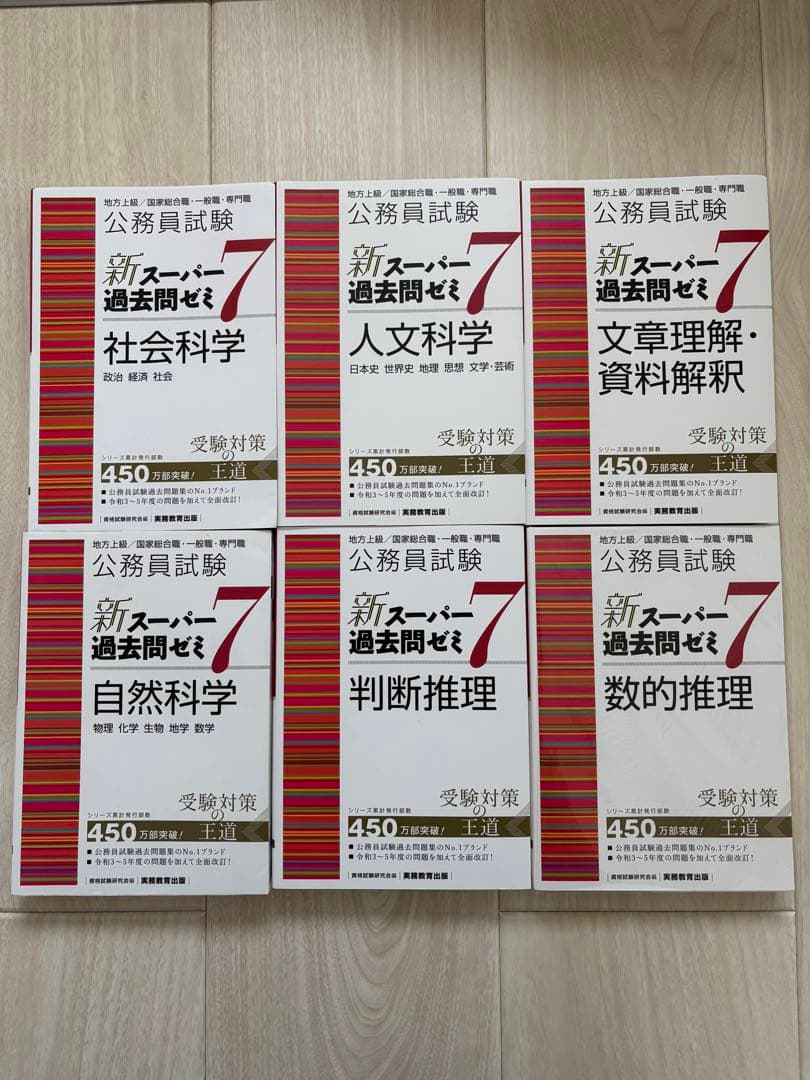 地方上級／国家総合職・一般職・専門職
公務員試験
新スーパー
過去問ゼミ7
社会科学
政治 経済 社会
受験対策
の
王道
シリーズ累計発行部数
450万部突破！
■ 公務員試験過去問題集のNo.1ブランド
■ 令和3〜5年度の問題を加えて全面改訂！
資格試験研究会編 実務教育出版
地方上級／国家総合職・一般職・専門職
公務員試験
新スーパー
過去問ゼミ7
人文科学
日本史 世界史 地理 思想 文学・芸術
受験対策
の
王道
シリーズ累計発行部数
450万部突破！
■ 公務員試験過去問題集のNo.1ブランド
■ 令和3〜5年度の問題を加えて全面改訂！
資格試験研究会編 実務教育出版
地方上級／国家総合職・一般職・専門職
公務員試験
新スーパー
過去問ゼミ7
文章理解・
資料解釈
受験対策
の
王道
シリーズ累計発行部数
450万部突破！
■ 公務員試験過去問題集のNo.1ブランド
■ 令和3〜5年度の問題を加えて全面改訂！
資格試験研究会編 実務教育出版
地方上級／国家総合職・一般職・専門職
公務員試験
新スーパー
過去問ゼミ7
自然科学
物理 化学 生物 地学 数学
受験対策
の
王道
シリーズ累計発行部数
450万部突破！
■ 公務員試験過去問題集のNo.1ブランド
■ 令和3〜5年度の問題を加えて全面改訂！
資格試験研究会編 実務教育出版
地方上級／国家総合職・一般職・専門職
公務員試験
新スーパー
過去問ゼミ7
判断推理
受験対策
の
王道
シリーズ累計発行部数
450万部突破！
■ 公務員試験過去問題集のNo.1ブランド
■ 令和3〜5年度の問題を加えて全面改訂！
資格試験研究会編 実務教育出版
地方上級／国家総合職・一般職・専門職
公務員試験
新スーパー
過去問ゼミ7
数的推理
受験対策
の
王道
シリーズ累計発行部数
450万部突破！
■ 公務員試験過去問題集のNo.1ブランド
■ 令和3〜5年度の問題を加えて全面改訂！
資格試験研究会編 実務教育出版